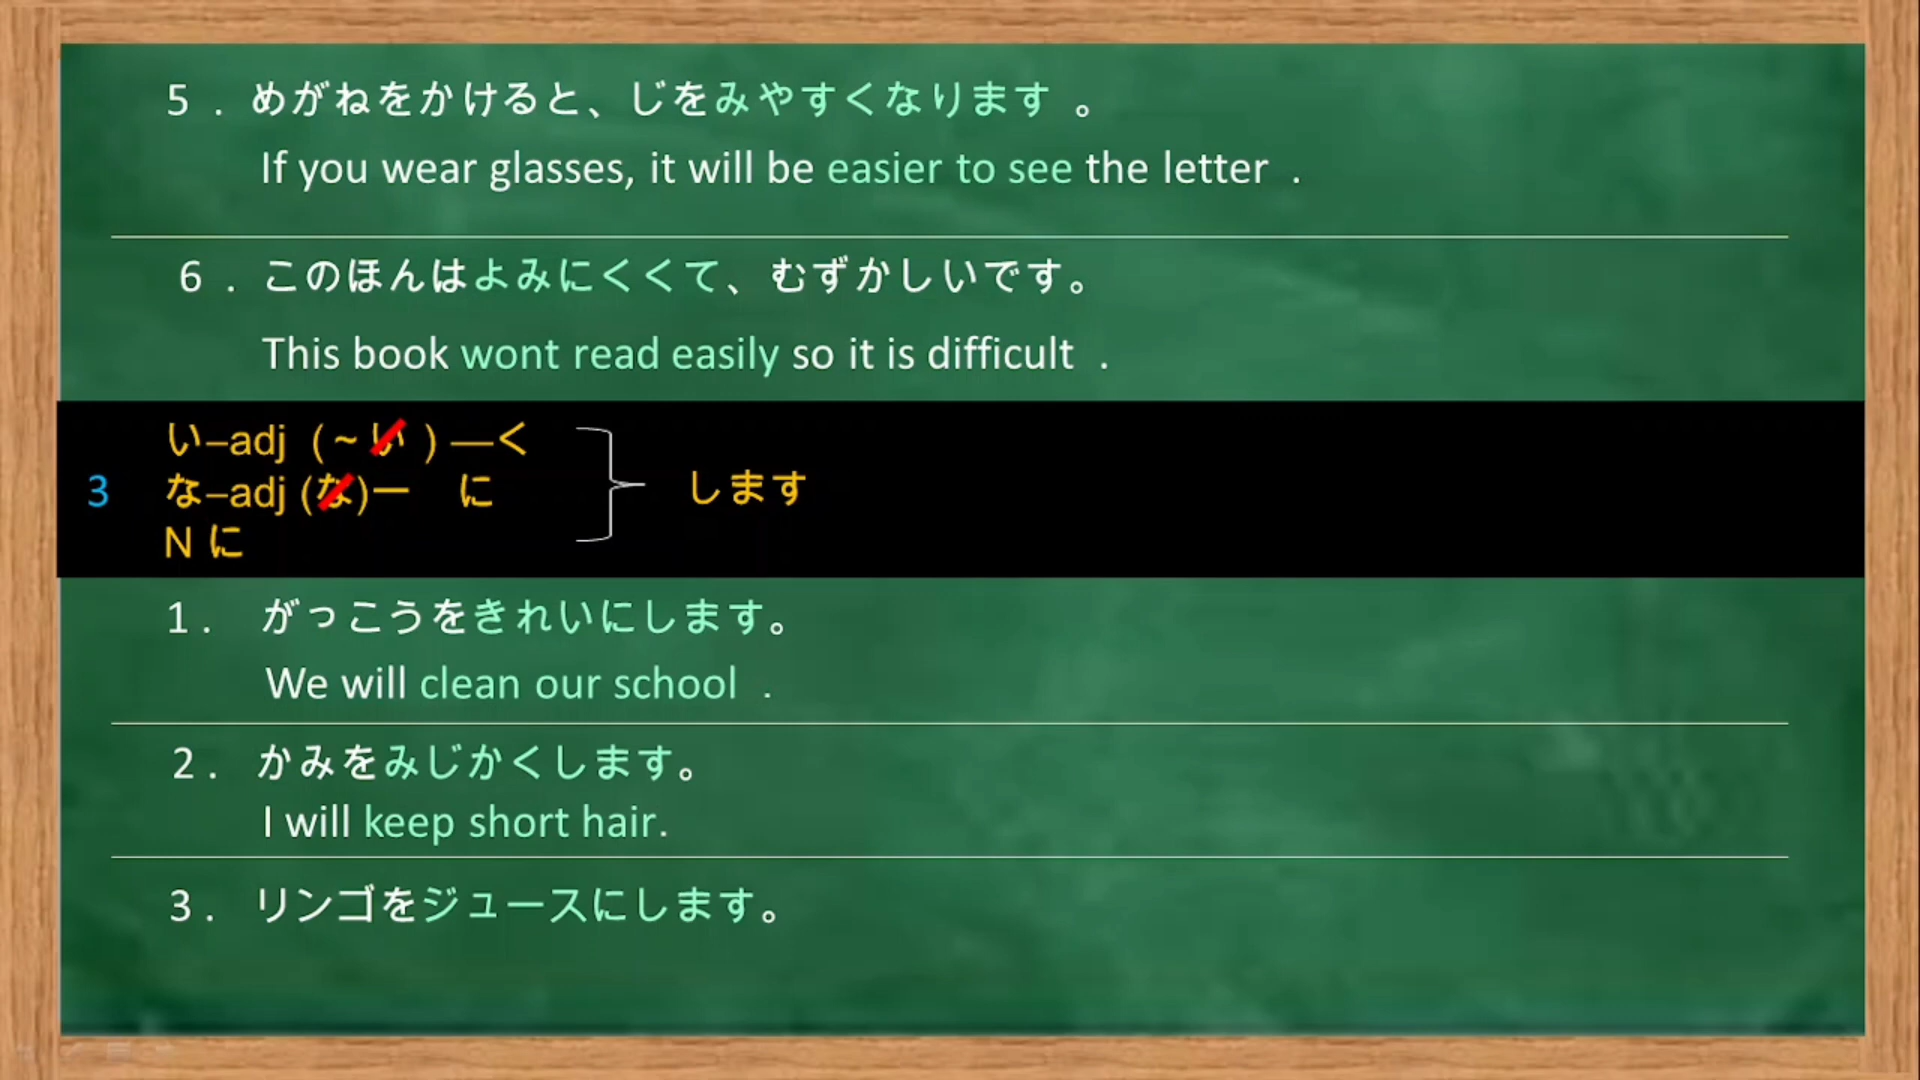 5 . めがねをかけると、じをみやすくなります 。
If you wear glasses, it will be easier to see the letter .
6 . このほんはよみにくくて、むずかしいです。
This book wont read easily so it is difficult .
い–adj (~い) —く
な–adj (な)ー に
N に
3
します
1. がっこうをきれいにします。
We will clean our school .
2. かみをみじかくします。
I will keep short hair.
3. リンゴをジュースにします。